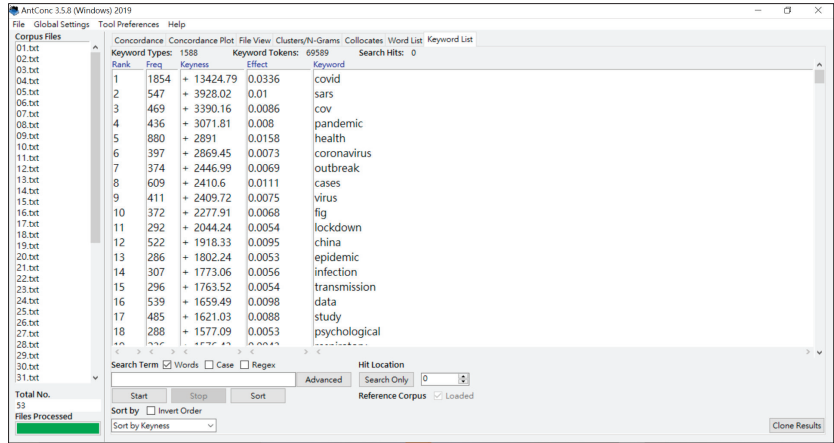 AntConc 3.5.8 (Windows) 2019
File Global Settings Tool Preferences Help
Corpus Files
01.txt
02.txt
03.txt
04.txt
05.txt
06.txt
07.txt
08.txt
09.txt
10.txt
11.txt
12.txt
13.txt
14.txt
15.txt
16.txt
17.txt
18.txt
19.txt
20.txt
21.txt
22.txt
23.txt
24.txt
25.txt
26.txt
27.txt
28.txt
29.txt
30.txt
31.txt
Total No.
53
Files Processed
Concordance Concordance Plot File View Clusters/N-Grams Collocates Word List Keyword List
Keyword Types: 1588 Keyword Tokens: 69589 Search Hits: 0
Rank Freq Keyness Effect Keyword
1 1854 + 13424.79 0.0336 covid
2 547 + 3928.02 0.01 sars
3 469 + 3390.16 0.0086 cov
4 436 + 3071.81 0.008 pandemic
5 880 + 2891 0.0158 health
6 397 + 2869.45 0.0073 coronavirus
7 374 + 2446.99 0.0069 outbreak
8 609 + 2410.6 0.0111 cases
9 411 + 2409.72 0.0075 virus
10 372 + 2277.91 0.0068 fig
11 292 + 2044.24 0.0054 lockdown
12 522 + 1918.33 0.0095 china
13 286 + 1802.24 0.0053 epidemic
14 307 + 1773.06 0.0056 infection
15 296 + 1763.52 0.0054 transmission
16 539 + 1659.49 0.0098 data
17 485 + 1621.03 0.0088 study
18 288 + 1577.09 0.0053 psychological
Search Term Words Case Regex Hit Location
Advanced Search Only 0
Start Stop Sort Reference Corpus Loaded
Sort by Invert Order
Sort by Keyness Clone Results